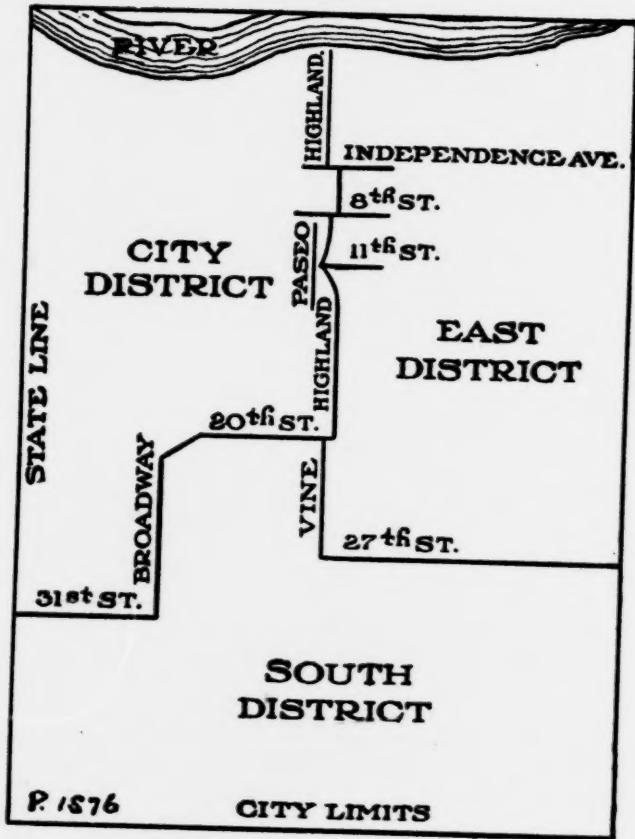 RIVER
HIGHLAND.
INDEPENDENCE AVE.
8th ST.
PASEO
11th ST.
CITY
DISTRICT
HIGHLAND
EAST
DISTRICT
STATE LINE
20th ST.
BROADWAY
VINE
27th ST.
31st ST.
SOUTH
DISTRICT
P. 1876
CITY LIMITS